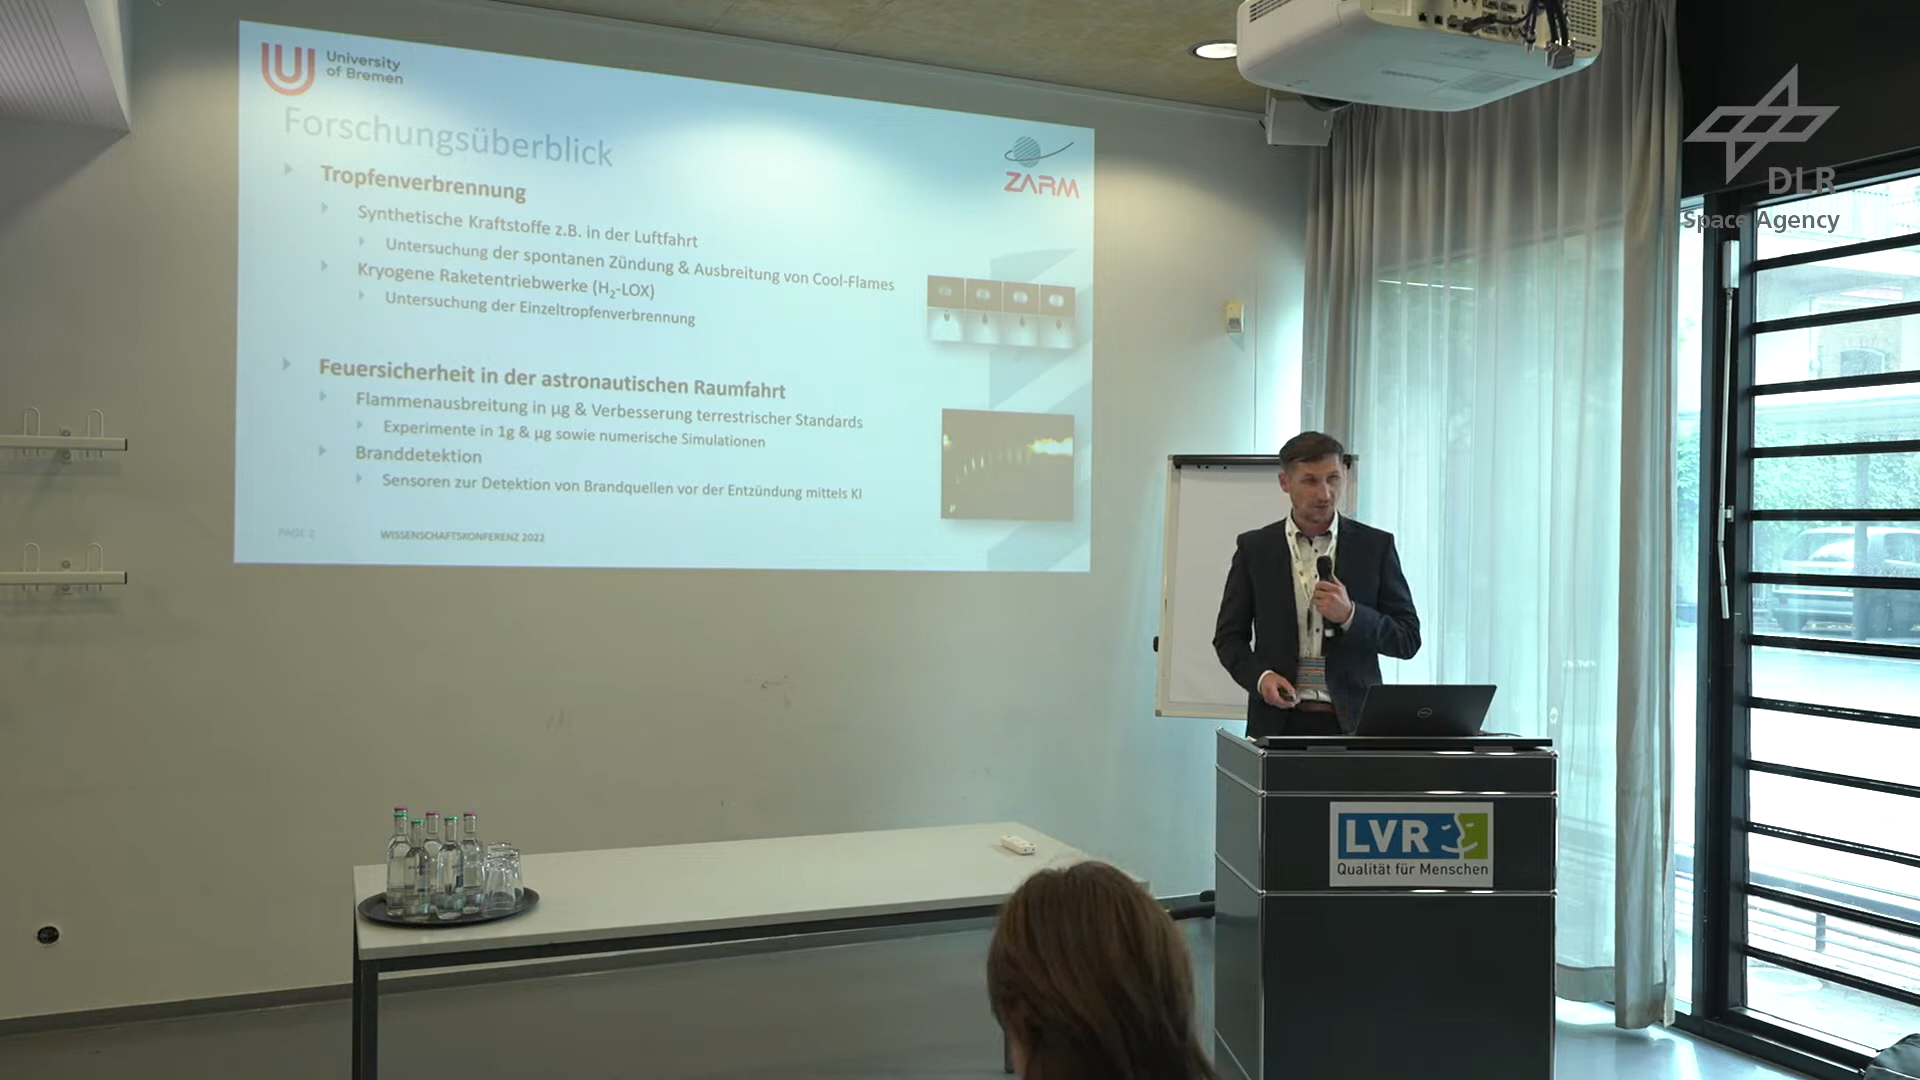 University
of Bremen
Forschungsüberblick
ZARM
Tropfenverbrennung
Synthetische Kraftstoffe z.B. in der Luftfahrt
Untersuchung der spontanen Zündung & Ausbreitung von Cool-Flames
Kryogene Raketentriebwerke (H₂-LOX)
Untersuchung der Einzeltropfenverbrennung
Feuersicherheit in der astronautischen Raumfahrt
Flammenausbreitung in µg & Verbesserung terrestrischer Standards
Experimente in 1g & µg sowie numerische Simulationen
Branddetektion
Sensoren zur Detektion von Brandquellen vor der Entzündung mittels KI
PAGE 2
WISSENSCHAFTSKONFERENZ 2022
DLR
Space Agency
DELL
LVR
Qualität für Menschen